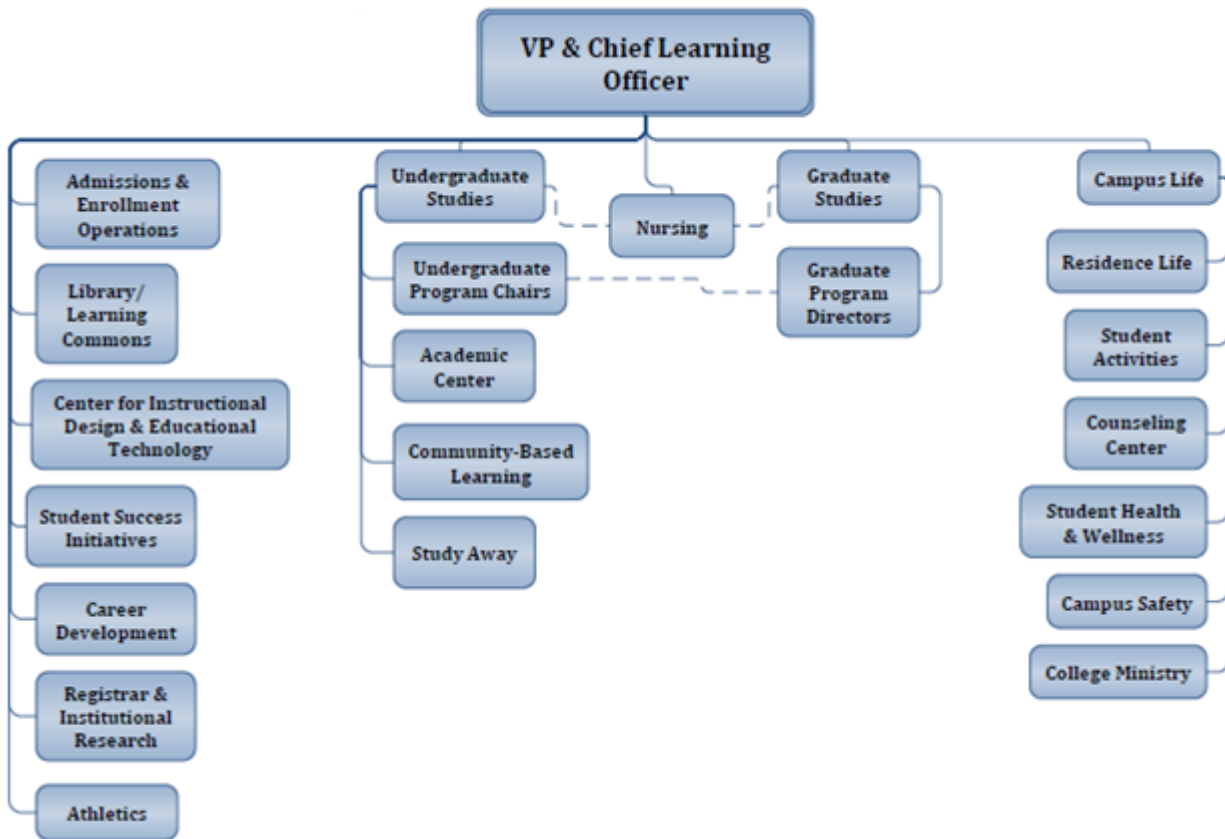 VP & Chief Learning
Officer
Admissions &
Enrollment
Operations
Library/
Learning
Commons
Center for Instructional
Design & Educational
Technology
Student Success
Initiatives
Career
Development
Registrar &
Institutional
Research
Athletics
Undergraduate
Studies
Undergraduate
Program Chairs
Academic
Center
Community-Based
Learning
Study Away
Nursing
Graduate
Studies
Graduate
Program
Directors
Campus Life
Residence Life
Student
Activities
Counseling
Center
Student Health
& Wellness
Campus Safety
College Ministry